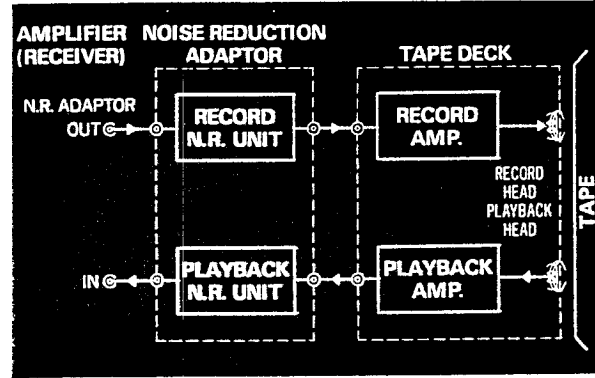 AMPLIFIER NOISE REDUCTION
(RECEIVER) ADAPTOR TAPE DECK
N.R. ADAPTOR
OUT
RECORD
N.R. UNIT
RECORD
AMP.
RECORD
HEAD
PLAYBACK
HEAD
TAPE
IN
PLAYBACK
N.R. UNIT
PLAYBACK
AMP.